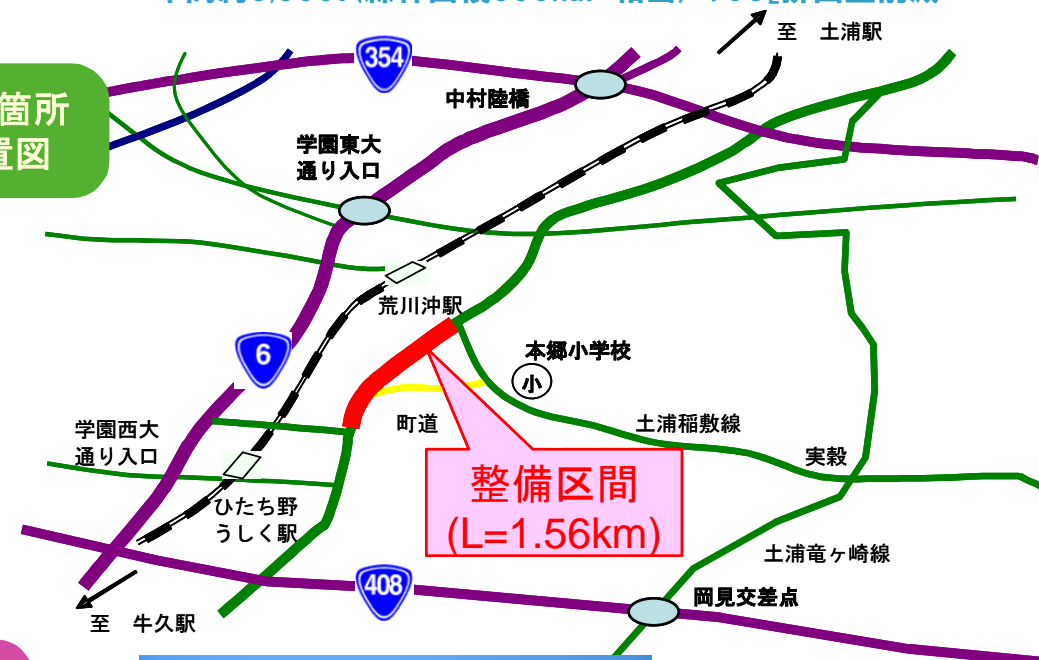 至 土浦駅
354
箇所
置図
中村陸橋
学園東大
通り入口
荒川沖駅
6
本郷小学校
小
町道
土浦稲敷線
学園西大
通り入口
実穀
整備区間
(L=1.56km)
ひたち野
うしく駅
土浦竜ヶ崎線
408
岡見交差点
至 牛久駅